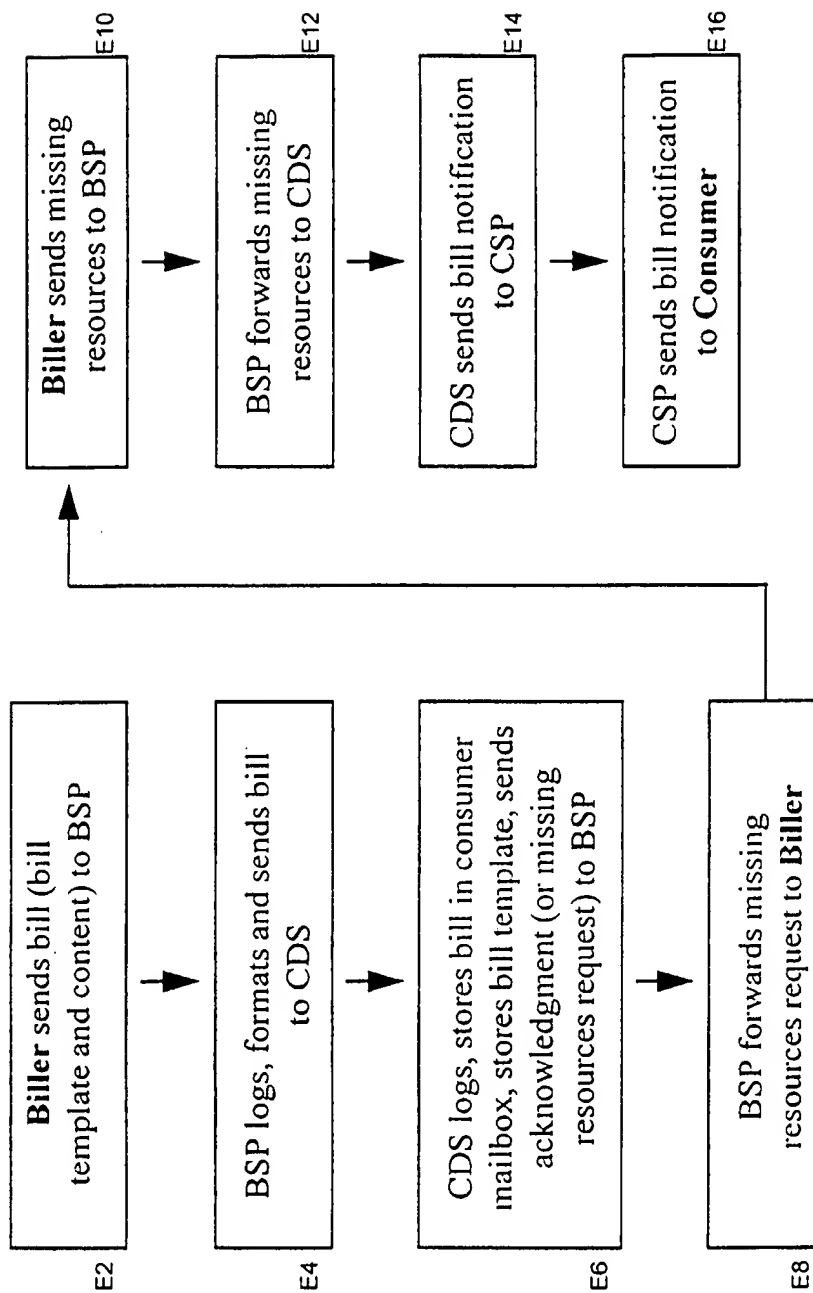 Biller sends bill (bill
template and content) to BSP
E2
BSP logs, formats and sends bill
to CDS
E4
CDS logs, stores bill in consumer
mailbox, stores bill template, sends
acknowledgment (or missing
resources request) to BSP
E6
BSP forwards missing
resources request to Biller
E8
Biller sends missing
resources to BSP
E10
BSP forwards missing
resources to CDS
E12
CDS sends bill notification
to CSP
E14
CSP sends bill notification
to Consumer
E16